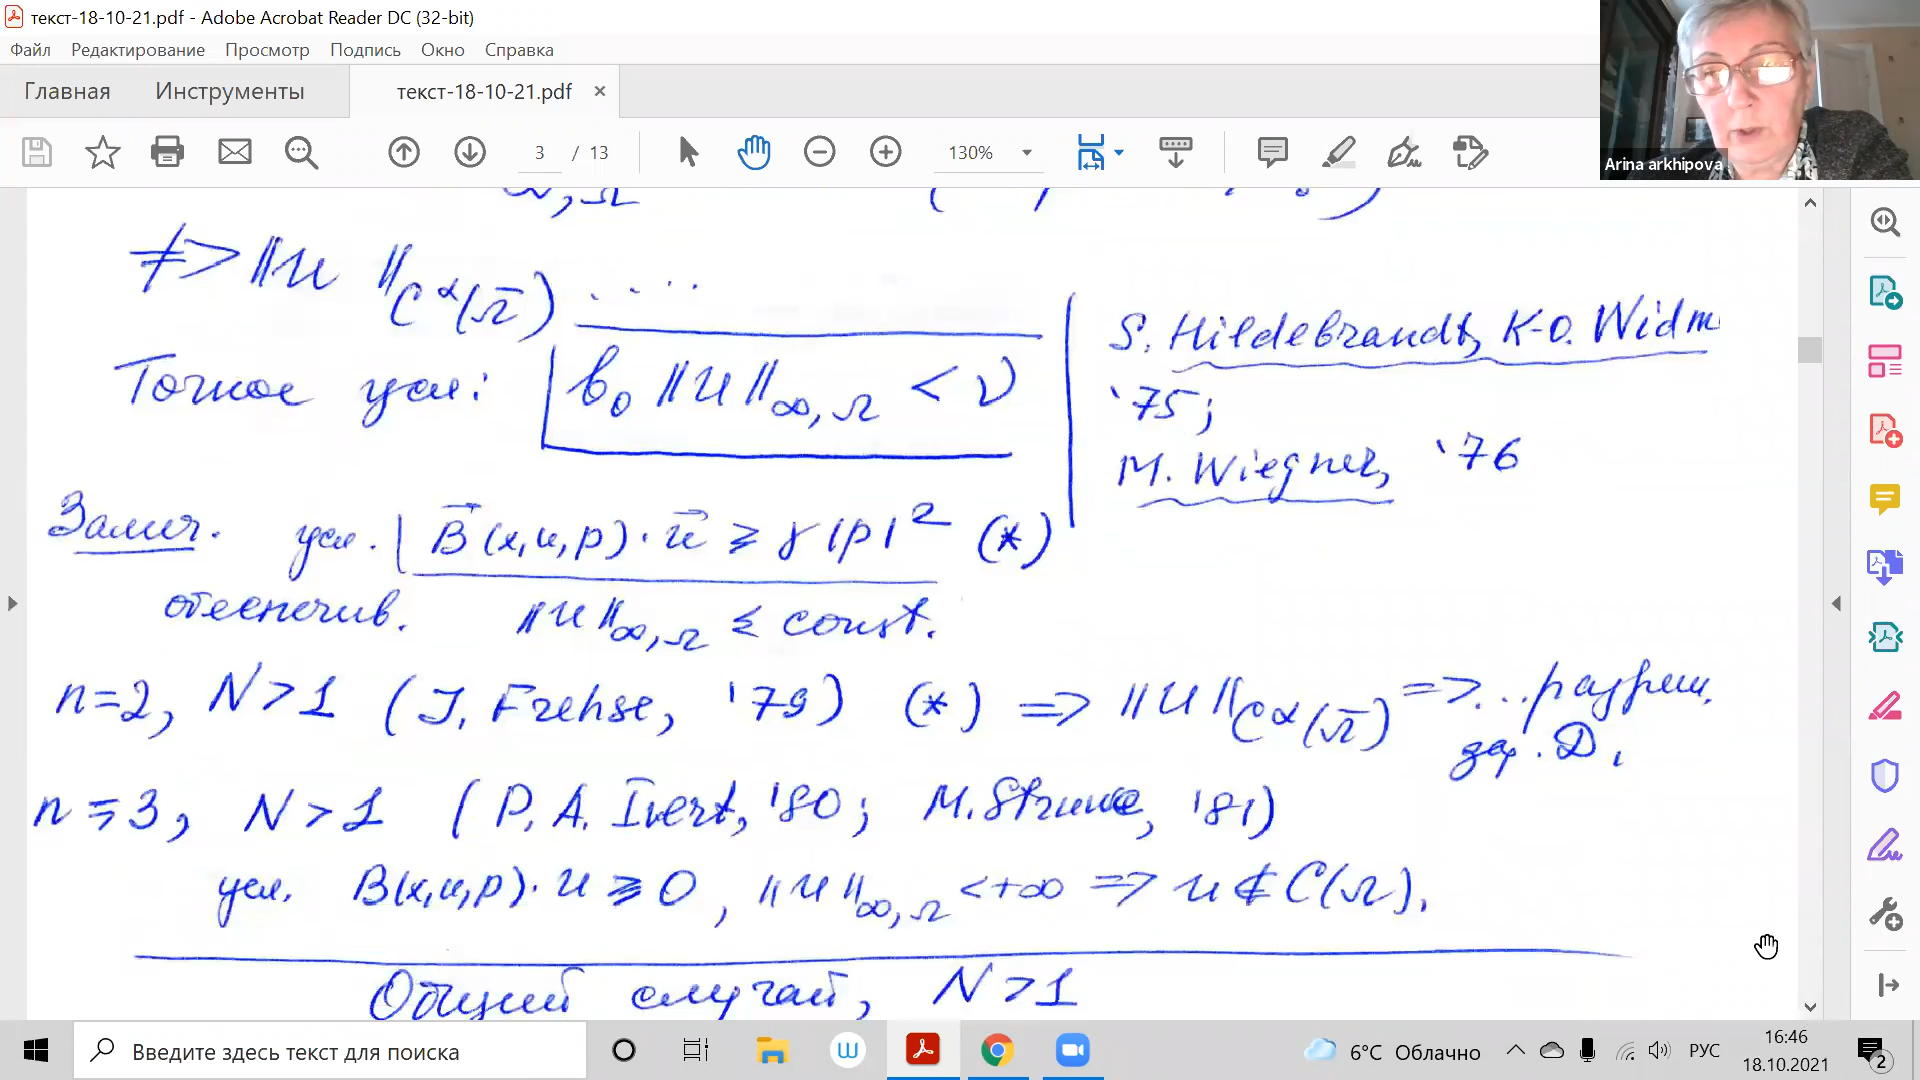 текст-18-10-21.pdf - Adobe Acrobat Reader DC (32-bit)
Файл Редактирование Просмотр Подпись Окно Справка
Главная Инструменты текст-18-10-21.pdf ×
3 / 13 130%
Arina arkhipova
≠> ||u||_{C^α(Ω̄)} . . . .
Точное усл: b₀ ||u||_{∞,Ω} < ν
S. Hildebrandt, K-O. Widm
'75;
M. Wiegner, '76
Замеч. усл. B⃗(x,u,p)·u⃗ ≥ γ|p|² (*)
обеспечив. ||u||_{∞,Ω} ≤ const.
n=2, N>1 (J. Frehse, '79) (*) => ||u||_{C^α(Ω̄)} =>... разреш.
зад. Д.
n=3, N>1 (P.A. Ivert, '80; M. Struwe, '81)
усл. B(x,u,p)·u ≥ 0, ||u||_{∞,Ω} < +∞ => u ∉ C(Ω).
Общий случай, N>1
Введите здесь текст для поиска
6°C Облачно
РУС
16:46
18.10.2021
2